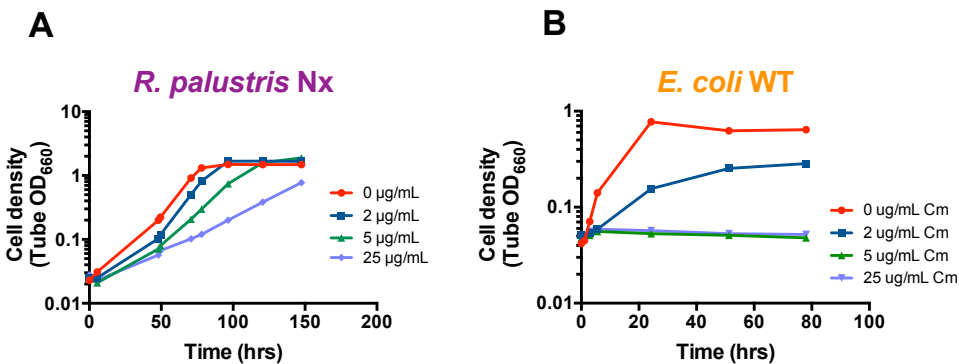 A
R. palustris Nx
Cell density
(Tube OD660)
10
1
0.1
0.01
0 50 100 150 200
Time (hrs)
0 µg/mL
2 µg/mL
5 µg/mL
25 µg/mL
B
E. coli WT
Cell density
(Tube OD660)
1
0.1
0.01
0 20 40 60 80 100
Time (hrs)
0 ug/mL Cm
2 ug/mL Cm
5 ug/mL Cm
25 ug/mL Cm